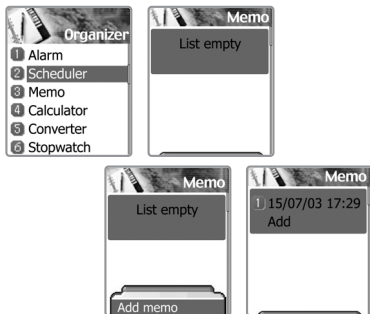 Organizer
1 Alarm
2 Scheduler
3 Memo
4 Calculator
5 Converter
6 Stopwatch
Memo
List empty
Memo
List empty
Add memo
Memo
1 15/07/03 17:29
Add